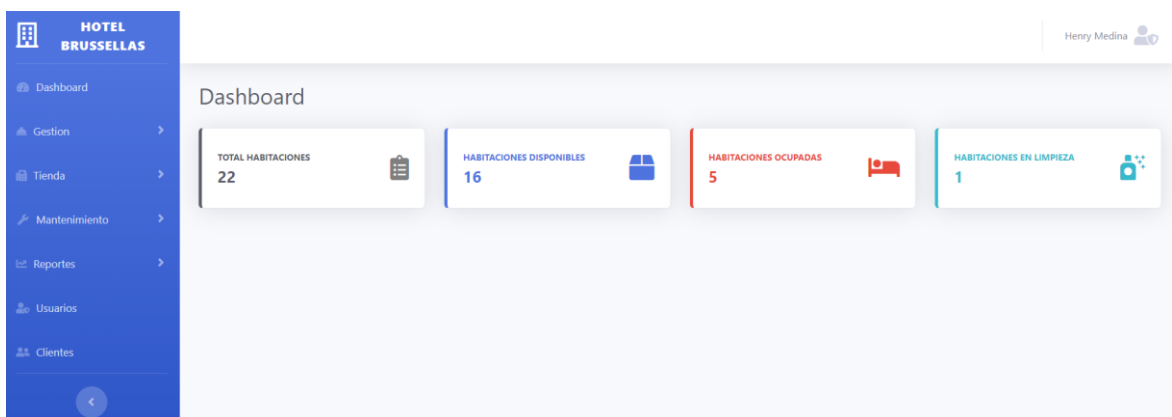 HOTEL
BRUSSELLAS
Henry Medina
Dashboard
Gestion
Tienda
Mantenimiento
Reportes
Usuarios
Clientes
Dashboard
TOTAL HABITACIONES
22
HABITACIONES DISPONIBLES
16
HABITACIONES OCUPADAS
5
HABITACIONES EN LIMPIEZA
1